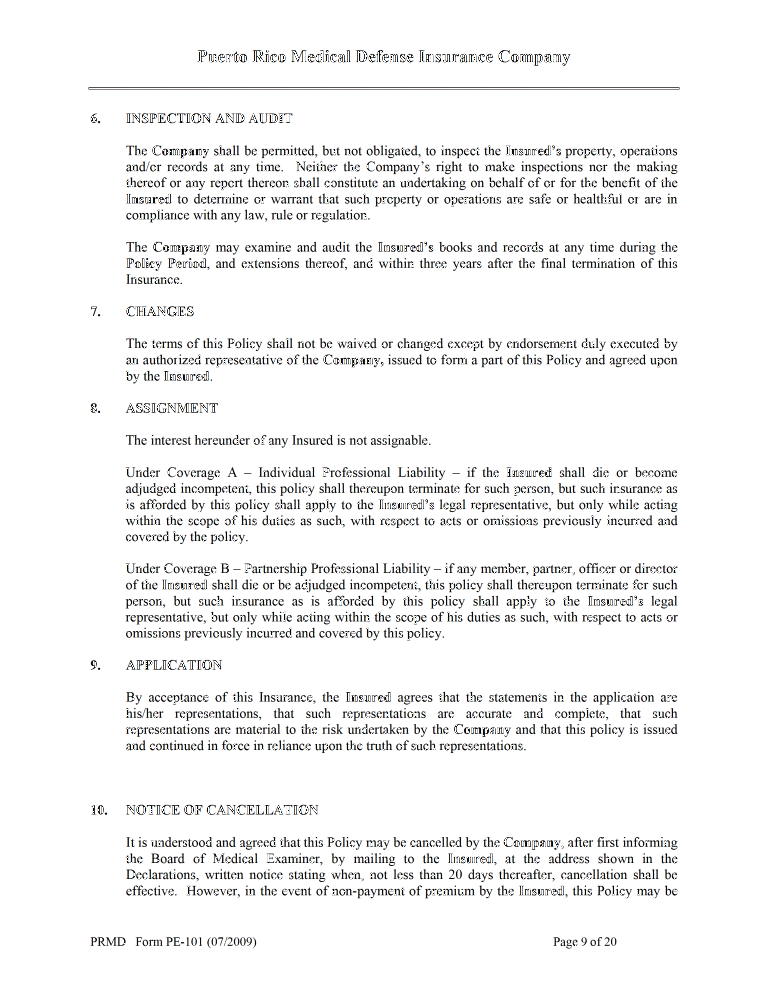 Puerto Rico Medical Defense Insurance Company
6. INSPECTION AND AUDIT
The Company shall be permitted, but not obligated, to inspect the Insured's property, operations
and/or records at any time. Neither the Company's right to make inspections nor the making
thereof or any report thereon shall constitute an undertaking on behalf of or for the benefit of the
Insured to determine or warrant that such property or operations are safe or healthful or are in
compliance with any law, rule or regulation.
The Company may examine and audit the Insured's books and records at any time during the
Policy Period, and extensions thereof, and within three years after the final termination of this
Insurance.
7. CHANGES
The terms of this Policy shall not be waived or changed except by endorsement duly executed by
an authorized representative of the Company, issued to form a part of this Policy and agreed upon
by the Insured.
8. ASSIGNMENT
The interest hereunder of any Insured is not assignable.
Under Coverage A – Individual Professional Liability – if the Insured shall die or become
adjudged incompetent, this policy shall thereupon terminate for such person, but such insurance as
is afforded by this policy shall apply to the Insured's legal representative, but only while acting
within the scope of his duties as such, with respect to acts or omissions previously incurred and
covered by the policy.
Under Coverage B – Partnership Professional Liability – if any member, partner, officer or director
of the Insured shall die or be adjudged incompetent, this policy shall thereupon terminate for such
person, but such insurance as is afforded by this policy shall apply to the Insured's legal
representative, but only while acting within the scope of his duties as such, with respect to acts or
omissions previously incurred and covered by this policy.
9. APPLICATION
By acceptance of this Insurance, the Insured agrees that the statements in the application are
his/her representations, that such representations are accurate and complete, that such
representations are material to the risk undertaken by the Company and that this policy is issued
and continued in force in reliance upon the truth of such representations.
10. NOTICE OF CANCELLATION
It is understood and agreed that this Policy may be cancelled by the Company, after first informing
the Board of Medical Examiner, by mailing to the Insured, at the address shown in the
Declarations, written notice stating when, not less than 20 days thereafter, cancellation shall be
effective. However, in the event of non-payment of premium by the Insured, this Policy may be
PRMD Form PE-101 (07/2009) Page 9 of 20